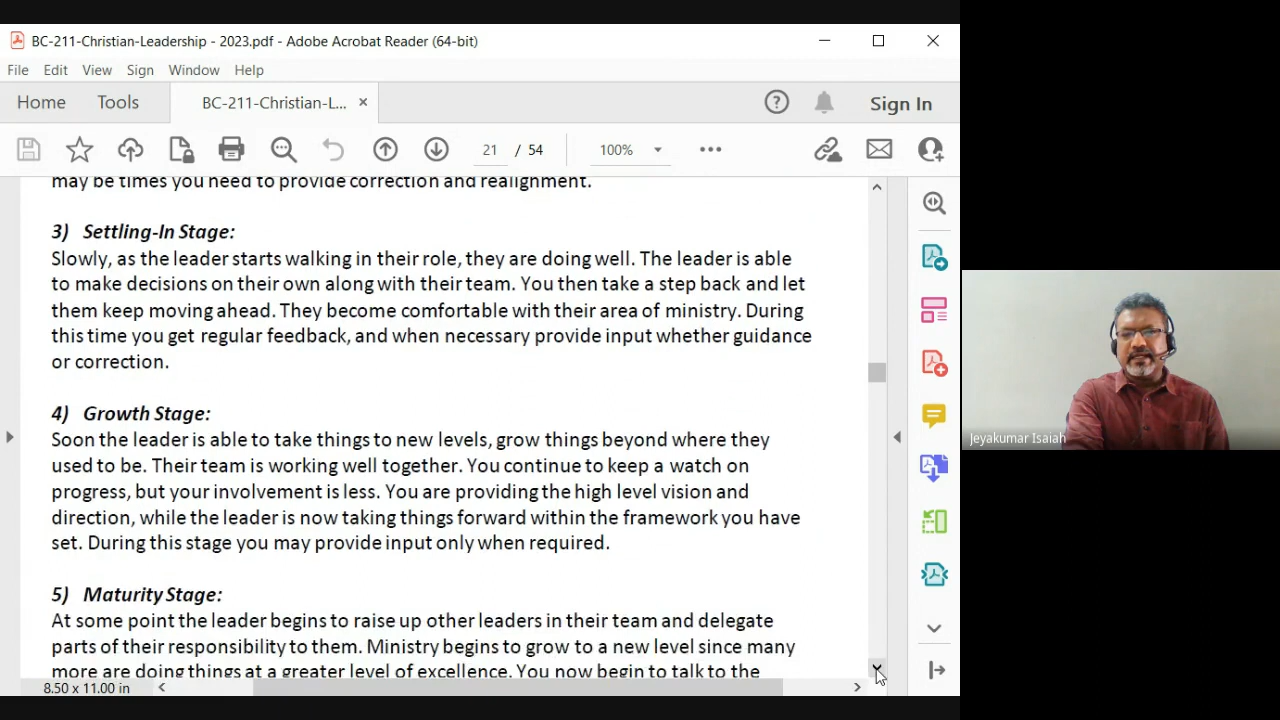 BC-211-Christian-Leadership - 2023.pdf - Adobe Acrobat Reader (64-bit)
File Edit View Sign Window Help
Home Tools BC-211-Christian-L... × Sign In
21 / 54 100%
may be times you need to provide correction and realignment.
3) Settling-In Stage:
Slowly, as the leader starts walking in their role, they are doing well. The leader is able
to make decisions on their own along with their team. You then take a step back and let
them keep moving ahead. They become comfortable with their area of ministry. During
this time you get regular feedback, and when necessary provide input whether guidance
or correction.
4) Growth Stage:
Soon the leader is able to take things to new levels, grow things beyond where they
used to be. Their team is working well together. You continue to keep a watch on
progress, but your involvement is less. You are providing the high level vision and
direction, while the leader is now taking things forward within the framework you have
set. During this stage you may provide input only when required.
5) Maturity Stage:
At some point the leader begins to raise up other leaders in their team and delegate
parts of their responsibility to them. Ministry begins to grow to a new level since many
more are doing things at a greater level of excellence. You now begin to talk to the
8.50 x 11.00 in
Jeyakumar Isaiah